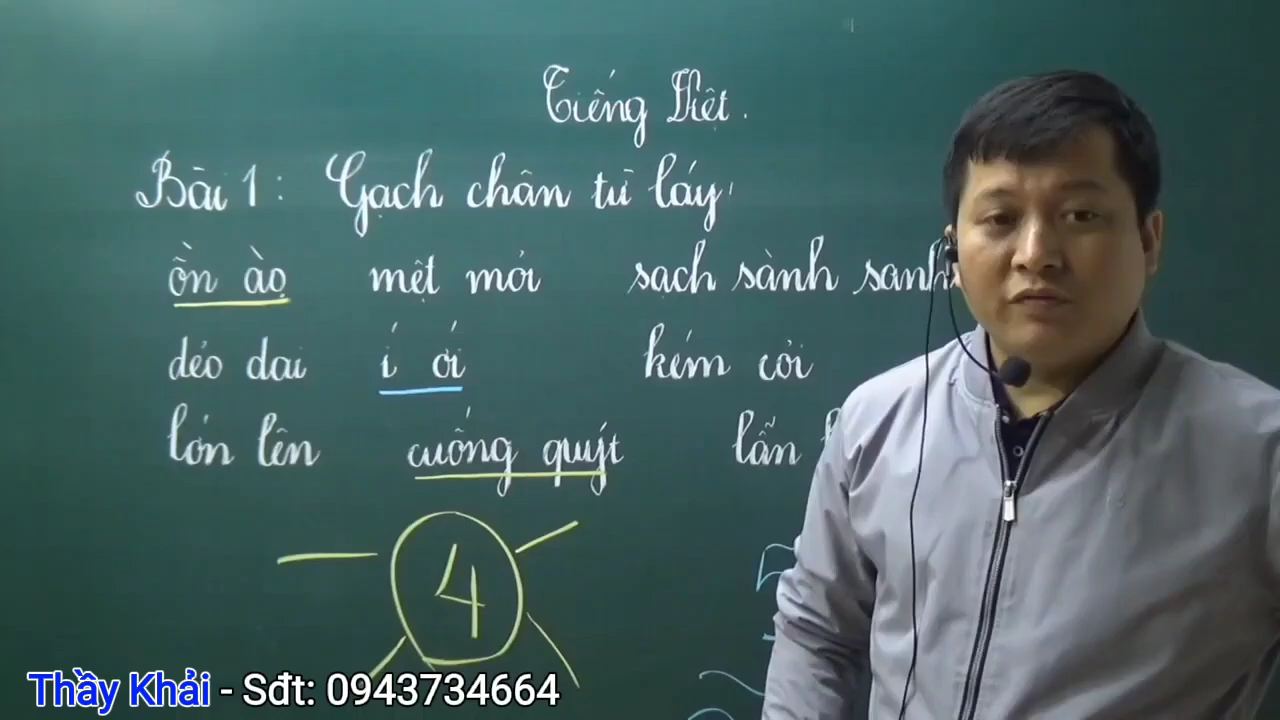 Tiếng Việt.
Bài 1: Gạch chân từ láy
ồn ào mệt mỏi sạch sành sanh
dẻo dai í ới kém cỏi
lớn lên cuống quýt lẩn
4
5
Thầy Khải - Sđt: 0943734664